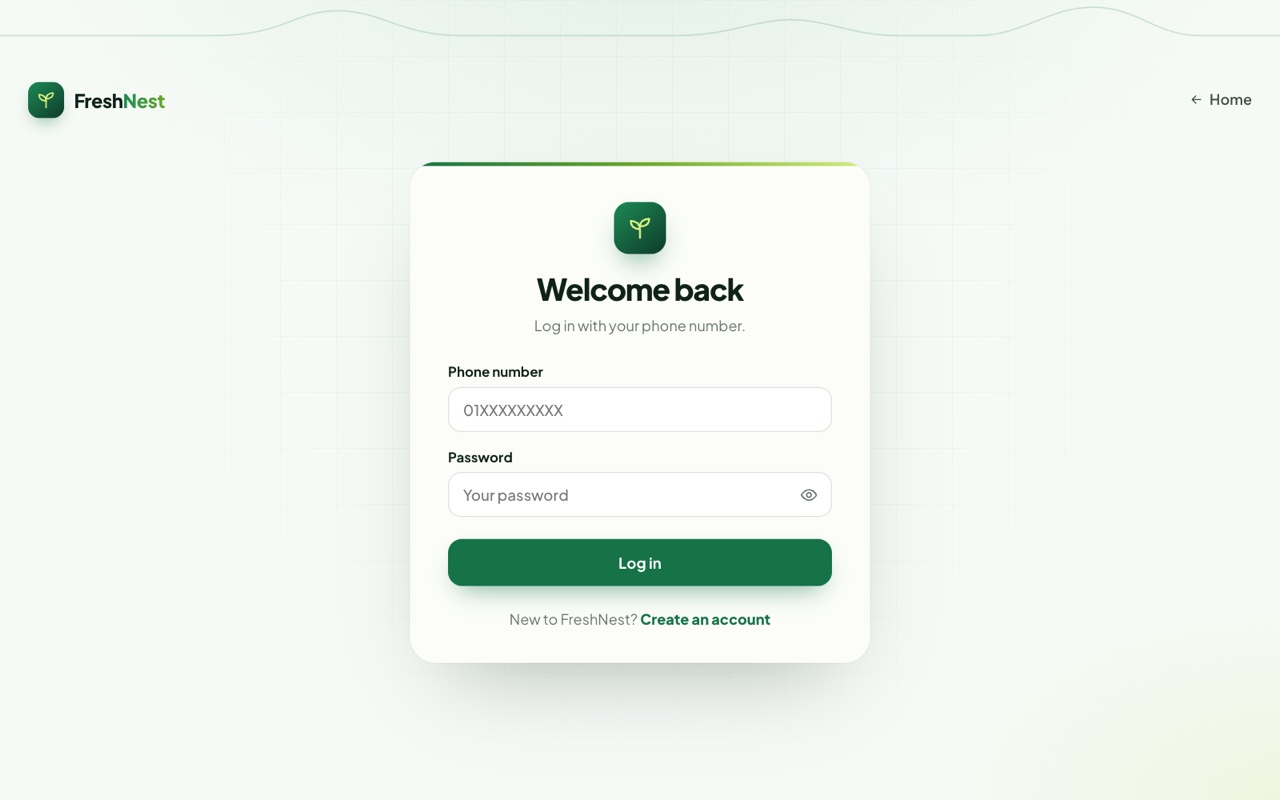 FreshNest
← Home
Welcome back
Log in with your phone number.
Phone number
01XXXXXXXXX
Password
Your password
Log in
New to FreshNest? Create an account